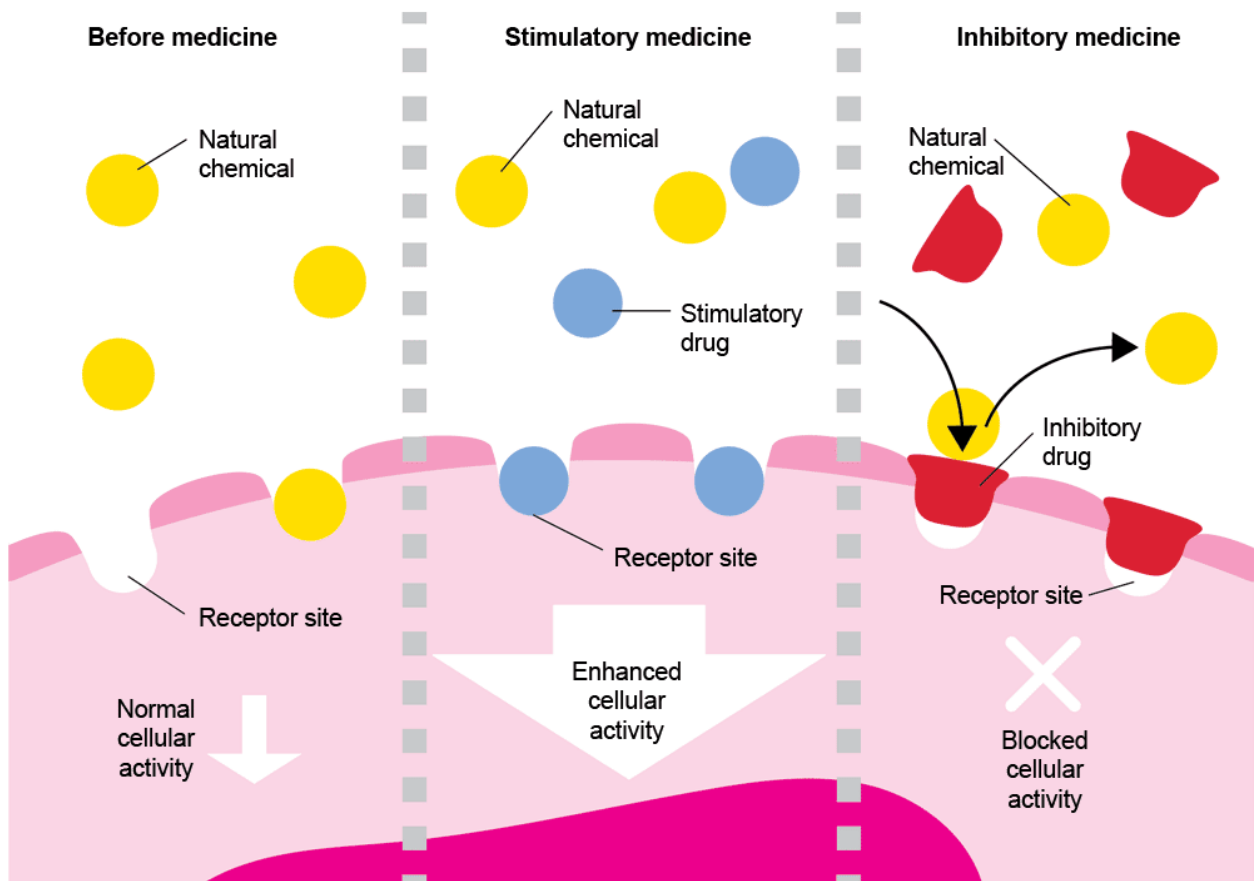 Before medicine
Natural
chemical
Receptor site
Normal
cellular
activity
Stimulatory medicine
Natural
chemical
Stimulatory
drug
Receptor site
Enhanced
cellular
activity
Inhibitory medicine
Natural
chemical
Inhibitory
drug
Receptor site
Blocked
cellular
activity